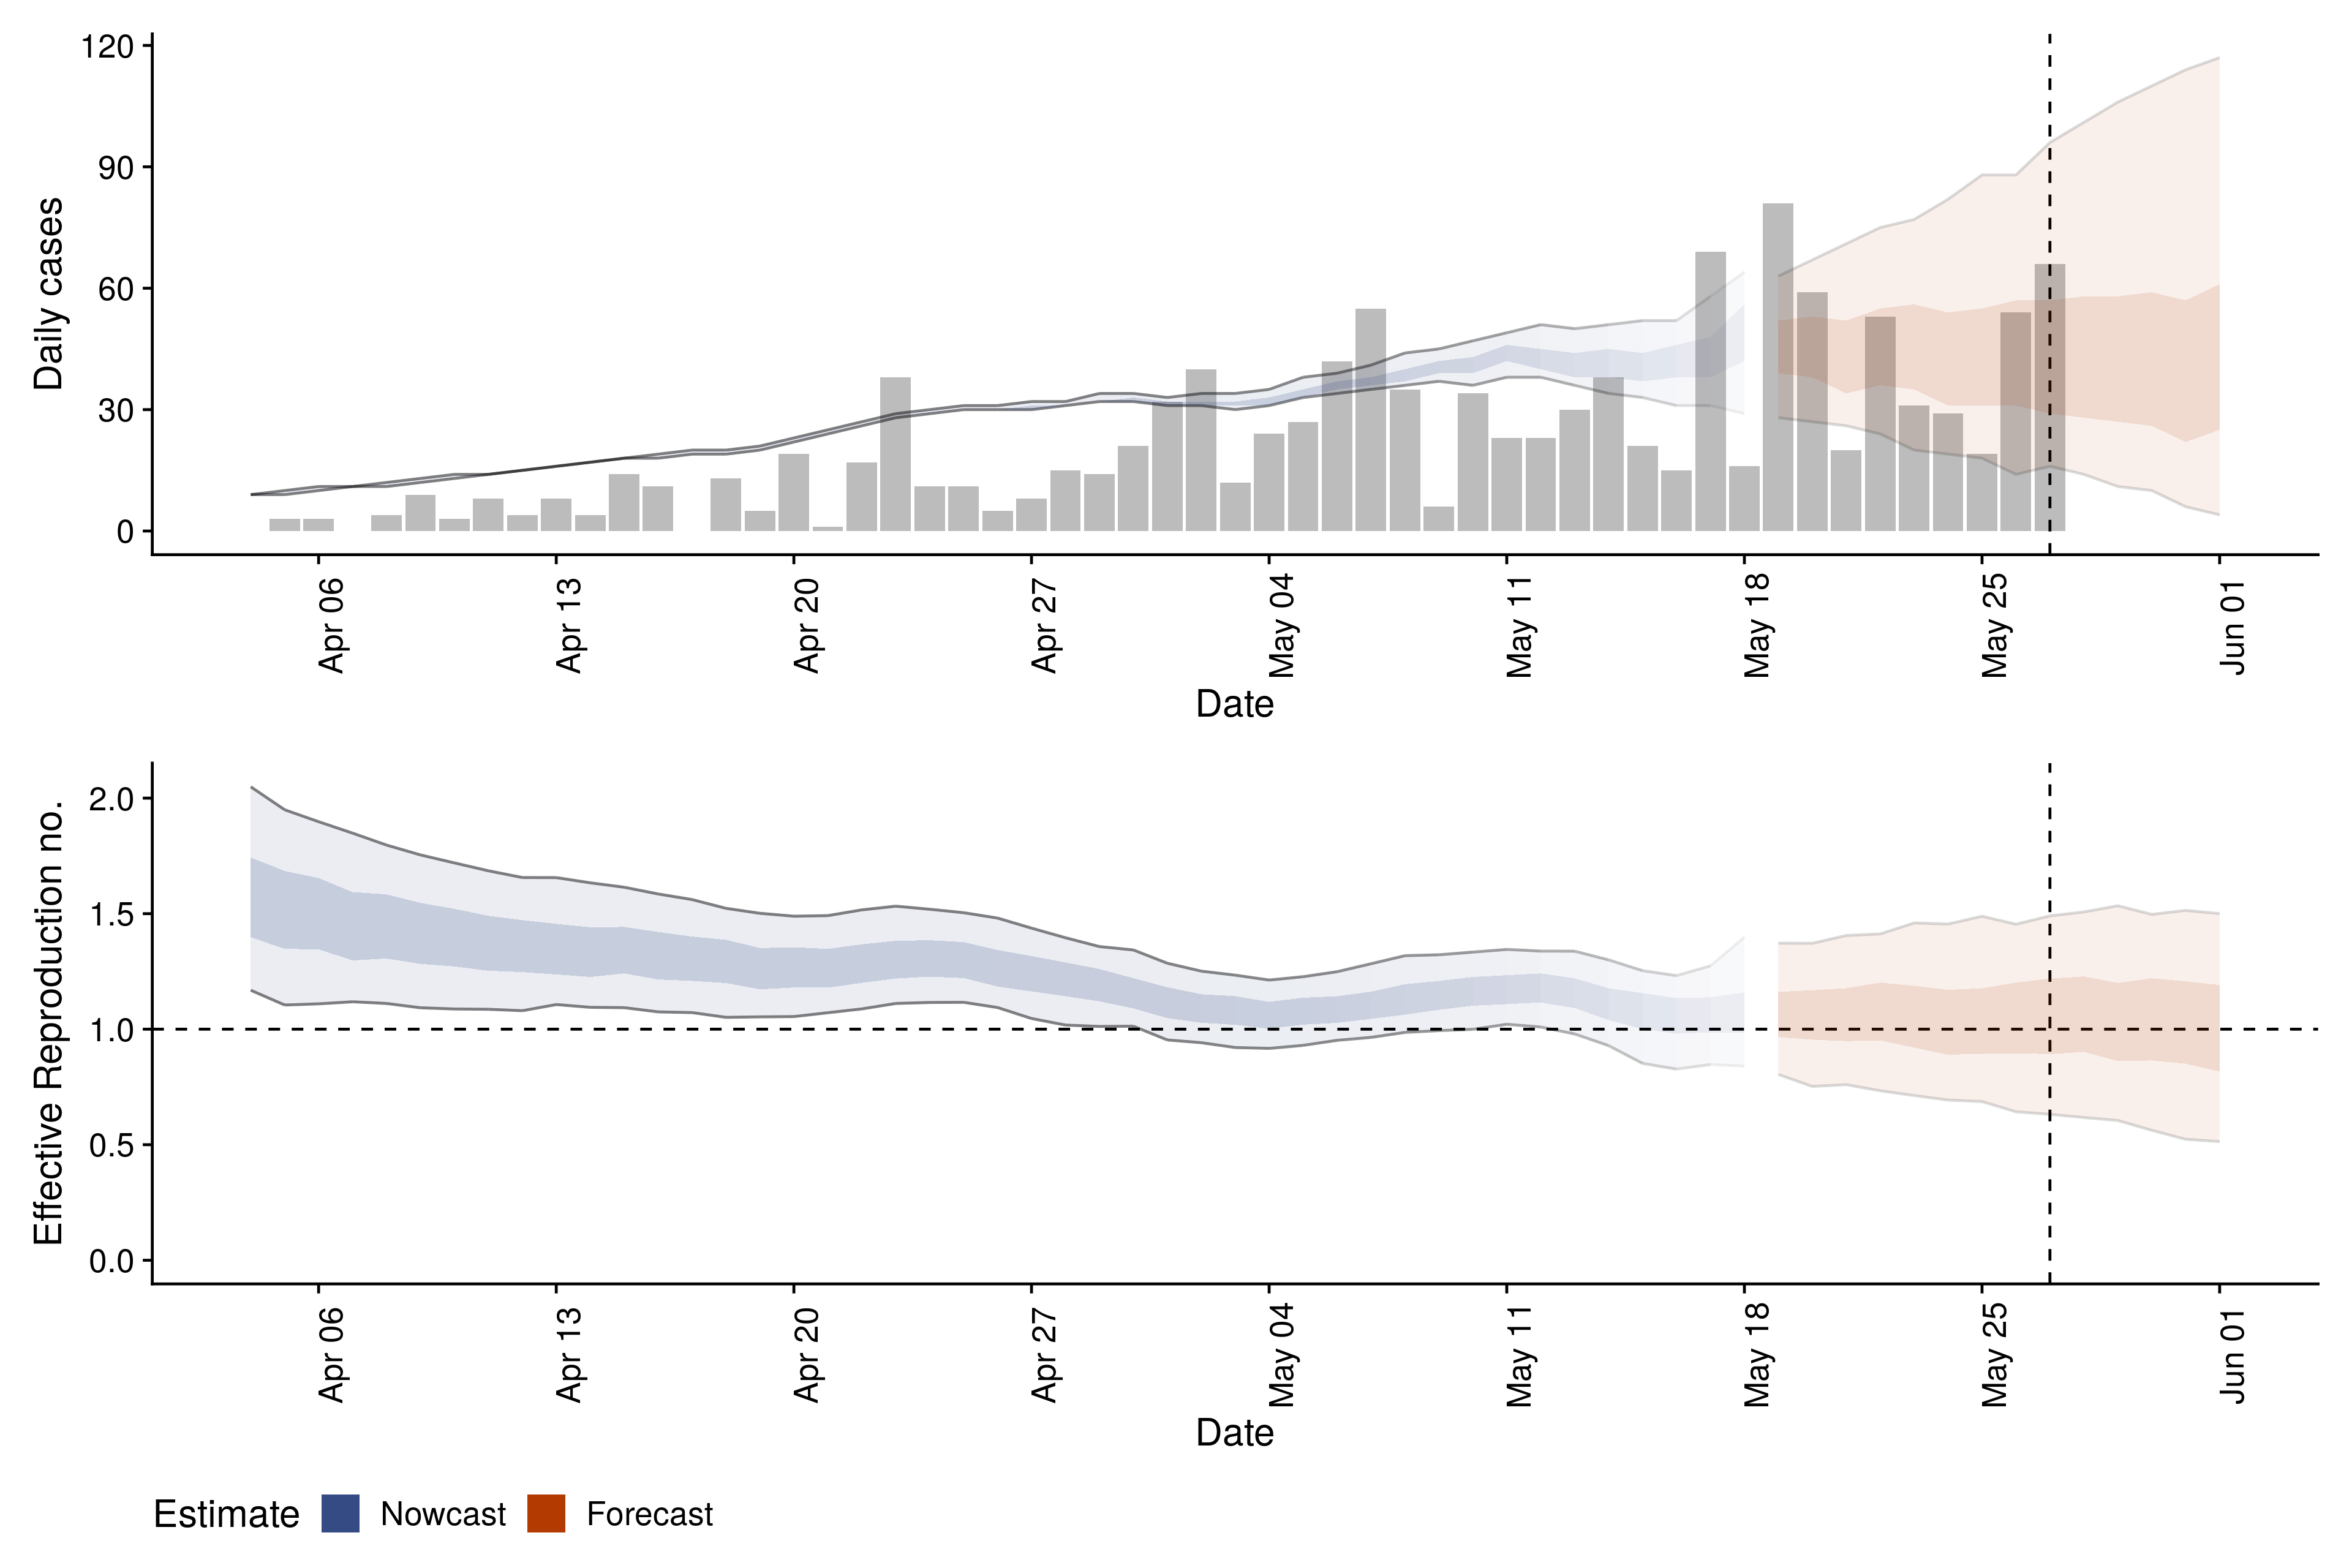 Daily cases
120
90
60
30
0
Apr 06
Apr 13
Apr 20
Apr 27
May 04
May 11
May 18
May 25
Jun 01
Date
Effective Reproduction no.
2.0
1.5
1.0
0.5
0.0
Apr 06
Apr 13
Apr 20
Apr 27
May 04
May 11
May 18
May 25
Jun 01
Date
Estimate Nowcast Forecast